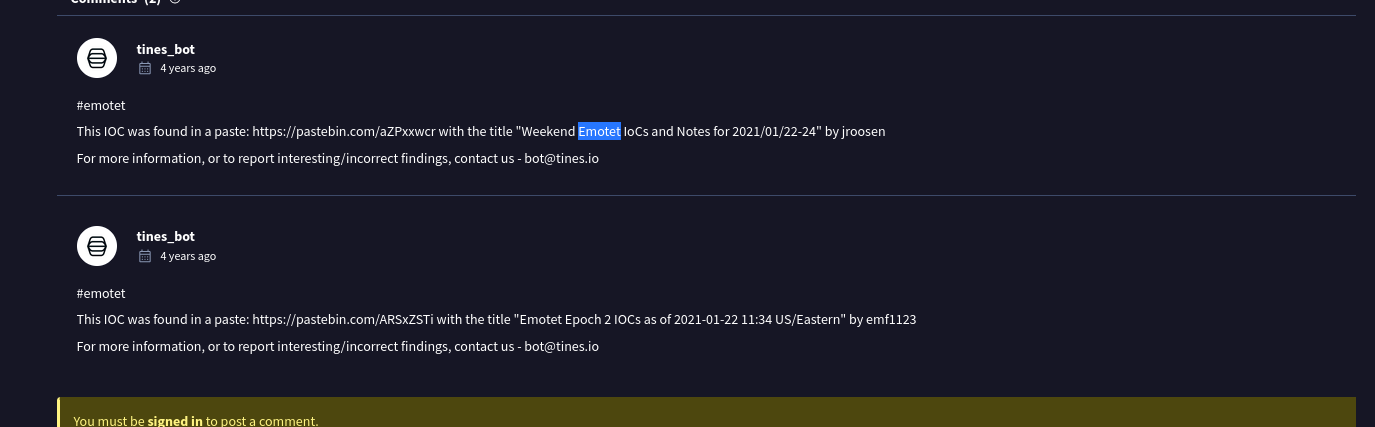 Comments (2)
tines_bot
4 years ago
#emotet
This IOC was found in a paste: https://pastebin.com/aZPxxwcr with the title "Weekend Emotet IoCs and Notes for 2021/01/22-24" by jroosen
For more information, or to report interesting/incorrect findings, contact us - bot@tines.io
tines_bot
4 years ago
#emotet
This IOC was found in a paste: https://pastebin.com/ARSxZSTi with the title "Emotet Epoch 2 IOCs as of 2021-01-22 11:34 US/Eastern" by emf1123
For more information, or to report interesting/incorrect findings, contact us - bot@tines.io
You must be signed in to post a comment.